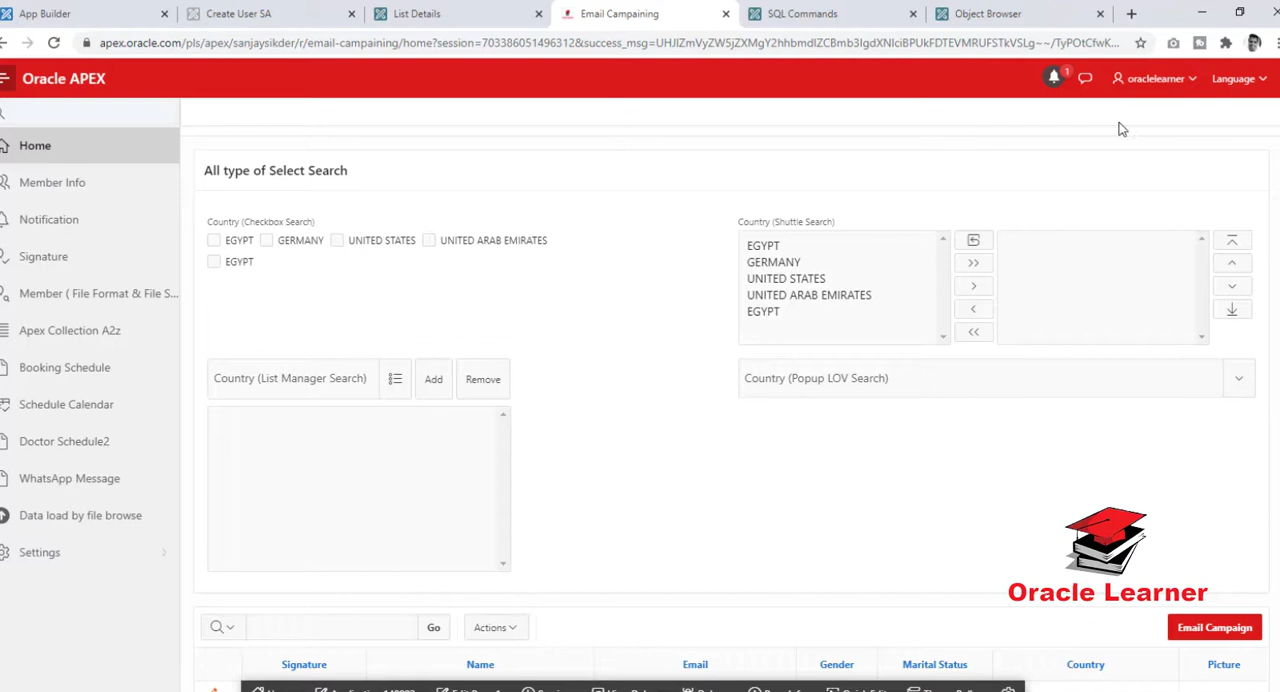 App Builder
Create User SA
List Details
Email Campaining
SQL Commands
Object Browser
apex.oracle.com/pls/apex/sanjaysikder/r/email-campaining/home?session=703386051496312&success_msg=UHJlZmVyZW5jZXMgY2hhbmdlZCBmb3IgdXNlciBPUkFDTEVMRUFSTkVSLg~~/TyPOtCfwK...
Oracle APEX
1
oraclelearner
Language
Home
Member Info
Notification
Signature
Member ( File Format & File S...
Apex Collection A2z
Booking Schedule
Schedule Calendar
Doctor Schedule2
WhatsApp Message
Data load by file browse
Settings
All type of Select Search
Country (Checkbox Search)
EGYPT GERMANY UNITED STATES UNITED ARAB EMIRATES
EGYPT
Country (Shuttle Search)
EGYPT
GERMANY
UNITED STATES
UNITED ARAB EMIRATES
EGYPT
Country (List Manager Search)
Add
Remove
Country (Popup LOV Search)
Oracle Learner
Go
Actions
Email Campaign
Signature Name Email Gender Marital Status Country Picture